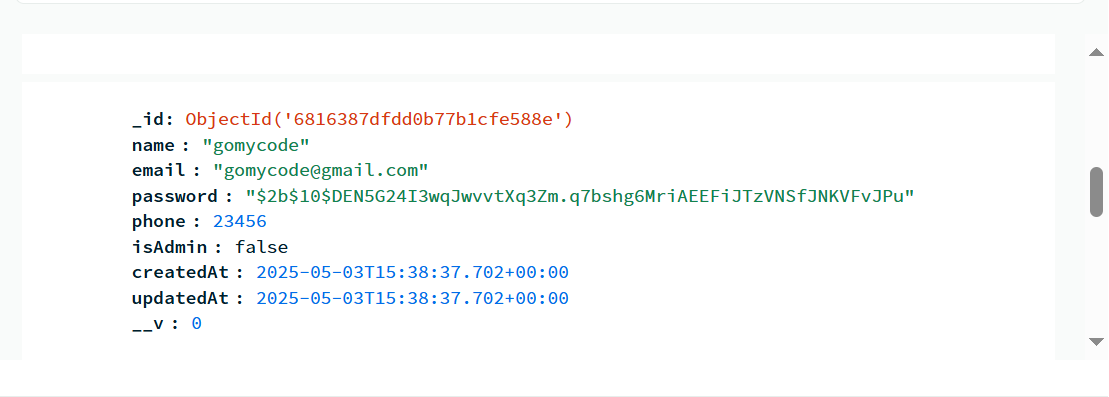 _id: ObjectId('6816387dfdd0b77b1cfe588e')
name : "gomycode"
email : "gomycode@gmail.com"
password : "$2b$10$DEN5G24I3wqJwvvtXq3Zm.q7bshg6MriAEEFiJTzVNSfJNKVFvJPu"
phone : 23456
isAdmin : false
createdAt : 2025-05-03T15:38:37.702+00:00
updatedAt : 2025-05-03T15:38:37.702+00:00
__v : 0